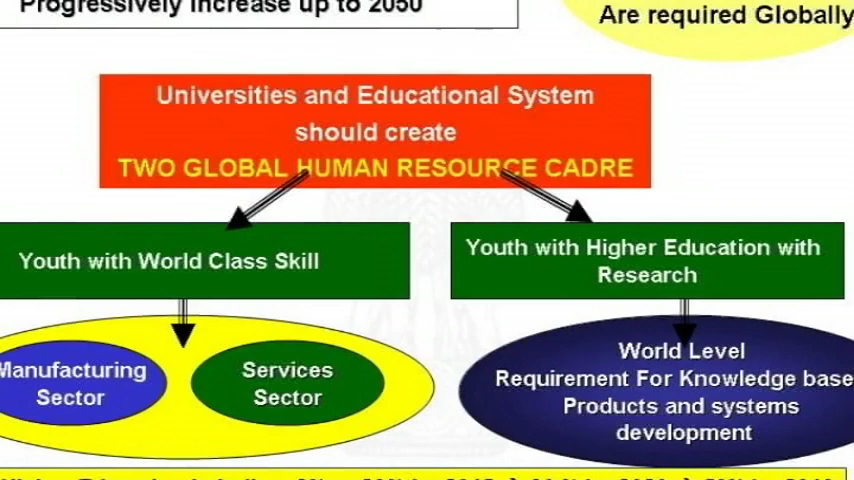 Progressively increase up to 2050
Are required Globally
Universities and Educational System
should create
TWO GLOBAL HUMAN RESOURCE CADRE
Youth with World Class Skill
Youth with Higher Education with
Research
Manufacturing
Sector
Services
Sector
World Level
Requirement For Knowledge base
Products and systems
development